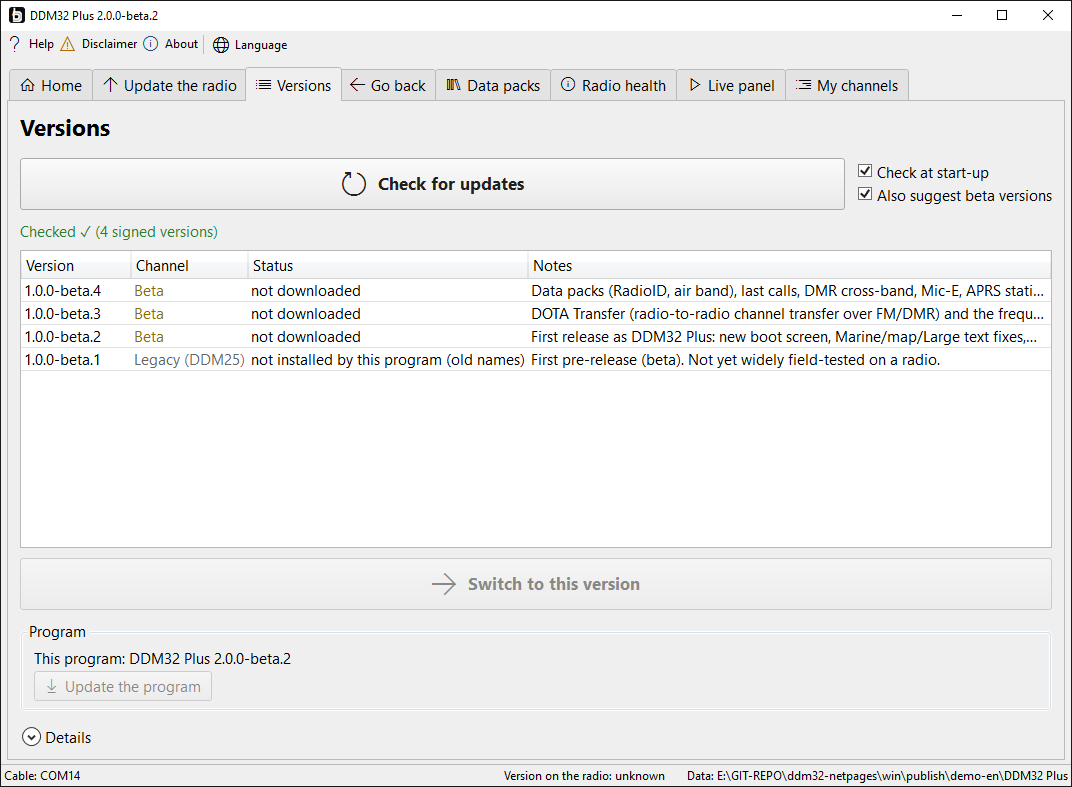 DDM32 Plus 2.0.0-beta.2
Help Disclaimer About Language
Home Update the radio Versions Go back Data packs Radio health Live panel My channels
Versions
Check for updates
Check at start-up
Also suggest beta versions
Checked ✓ (4 signed versions)
Version Channel Status Notes
1.0.0-beta.4 Beta not downloaded Data packs (RadioID, air band), last calls, DMR cross-band, Mic-E, APRS stati...
1.0.0-beta.3 Beta not downloaded DOTA Transfer (radio-to-radio channel transfer over FM/DMR) and the frequ...
1.0.0-beta.2 Beta not downloaded First release as DDM32 Plus: new boot screen, Marine/map/Large text fixes,...
1.0.0-beta.1 Legacy (DDM25) not installed by this program (old names) First pre-release (beta). Not yet widely field-tested on a radio.
Switch to this version
Program
This program: DDM32 Plus 2.0.0-beta.2
Update the program
Details
Cable: COM14 Version on the radio: unknown Data: E:\GIT-REPO\ddm32-netpages\win\publish\demo-en\DDM32 Plus